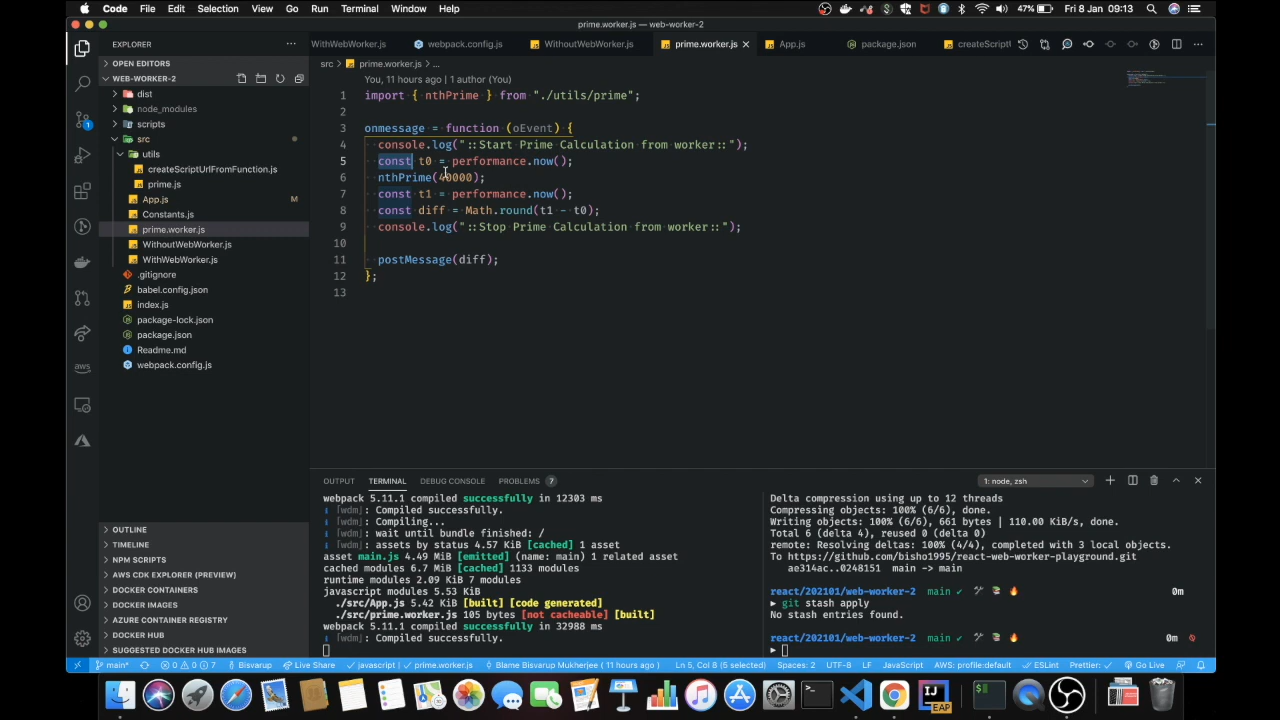 Code File Edit Selection View Go Run Terminal Window Help 47% Fri 8 Jan 09:13
prime.worker.js — web-worker-2
EXPLORER
WithWebWorker.js webpack.config.js WithoutWebWorker.js prime.worker.js App.js package.json createScriptU
OPEN EDITORS
WEB-WORKER-2
dist
node_modules
scripts
src
utils
createScriptUrlFromFunction.js
prime.js
App.js M
Constants.js
prime.worker.js
WithoutWebWorker.js
WithWebWorker.js
.gitignore
babel.config.json
index.js
package-lock.json
package.json
Readme.md
webpack.config.js
OUTLINE
TIMELINE
NPM SCRIPTS
AWS CDK EXPLORER (PREVIEW)
DOCKER CONTAINERS
DOCKER IMAGES
AZURE CONTAINER REGISTRY
DOCKER HUB
SUGGESTED DOCKER HUB IMAGES
src > prime.worker.js > ...
You, 11 hours ago | 1 author (You)
1 import { nthPrime } from "./utils/prime";
2
3 onmessage = function (oEvent) {
4 console.log("::Start Prime Calculation from worker::");
5 const t0 = performance.now();
6 nthPrime(40000);
7 const t1 = performance.now();
8 const diff = Math.round(t1 - t0);
9 console.log("::Stop Prime Calculation from worker::");
10
11 postMessage(diff);
12 };
13
OUTPUT TERMINAL DEBUG CONSOLE PROBLEMS 7 1: node, zsh
webpack 5.11.1 compiled successfully in 12303 ms
i ｢wdm｣: Compiled successfully.
i ｢wdm｣: Compiling...
i ｢wdm｣: wait until bundle finished: /
i ｢wdm｣: assets by status 4.57 KiB [cached] 1 asset
asset main.js 4.49 MiB [emitted] (name: main) 1 related asset
cached modules 6.7 MiB [cached] 1133 modules
runtime modules 2.09 KiB 7 modules
javascript modules 5.53 KiB
./src/App.js 5.42 KiB [built] [code generated]
./src/prime.worker.js 105 bytes [not cacheable] [built]
webpack 5.11.1 compiled successfully in 32988 ms
i ｢wdm｣: Compiled successfully.
Delta compression using up to 12 threads
Compressing objects: 100% (6/6), done.
Writing objects: 100% (6/6), 661 bytes | 110.00 KiB/s, done.
Total 6 (delta 4), reused 0 (delta 0)
remote: Resolving deltas: 100% (4/4), completed with 3 local objects.
To https://github.com/bisho1995/react-web-worker-playground.git
ae314ac..0248151 main -> main
react/202101/web-worker-2 main ✔ 0m
▶ git stash apply
No stash entries found.
react/202101/web-worker-2 main ✔ 0m
▶
main* 0 0 7 Bisvarup Live Share javascript | prime.worker.js Blame Bisvarup Mukherjee ( 11 hours ago ) Ln 5, Col 8 (5 selected) Spaces: 2 UTF-8 LF JavaScript AWS: profile:default ESLint Prettier: ✓ Go Live